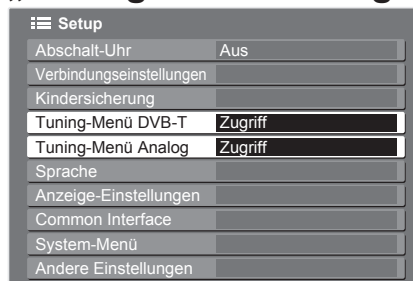 Setup
Abschalt-Uhr Aus
Verbindungseinstellungen
Kindersicherung
Tuning-Menü DVB-T Zugriff
Tuning-Menü Analog Zugriff
Sprache
Anzeige-Einstellungen
Common Interface
System-Menü
Andere Einstellungen